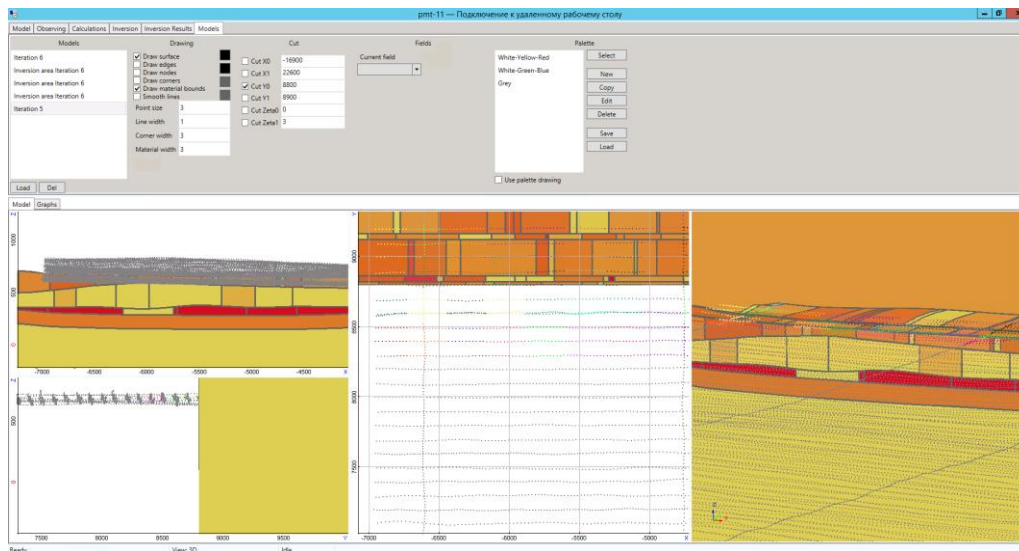 pmt-11 — Подключение к удаленному рабочему столу
Model Observing Calculations Inversion Inversion Results Models
Models
Iteration 6
Inversion area Iteration 6
Inversion area Iteration 6
Inversion area Iteration 6
Iteration 5
Load Del
Drawing
Draw surface
Draw edges
Draw nodes
Draw corners
Draw material bounds
Smooth lines
Point size 3
Line width 1
Corner width 3
Material width 3
Cut
Cut X0 -16900
Cut X1 22600
Cut Y0 8800
Cut Y1 8900
Cut Zeta0 0
Cut Zeta1 3
Fields
Current field
Palette
White-Yellow-Red
White-Green-Blue
Grey
Select
New
Copy
Edit
Delete
Save
Load
Use palette drawing
Model Graphs
Z
1000
500
0
-7000 -6500 -6000 -5500 -5000 -4500 X
Z
500
0
7500 8000 8500 9000 9500 Y
Y
9000
8500
8000
7500
-7000 -6500 -6000 -5500 -5000 X
Ready View: 3D Idle